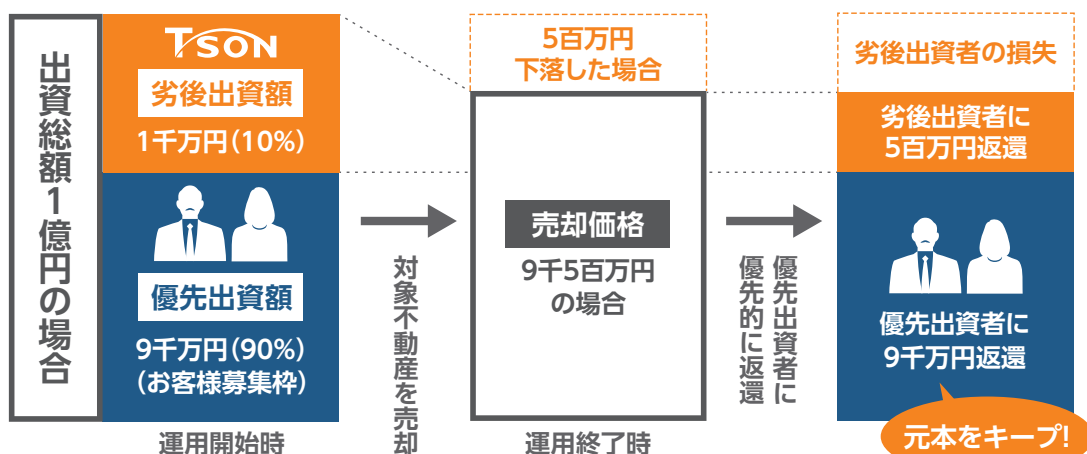 出資総額1億円の場合
TSON
劣後出資額
1千万円(10%)
優先出資額
9千万円(90%)
(お客様募集枠)
運用開始時
対象不動産を売却
5百万円
下落した場合
売却価格
9千5百万円
の場合
運用終了時
優先出資者に
優先的に返還
劣後出資者の損失
劣後出資者に
5百万円返還
優先出資者に
9千万円返還
元本をキープ!